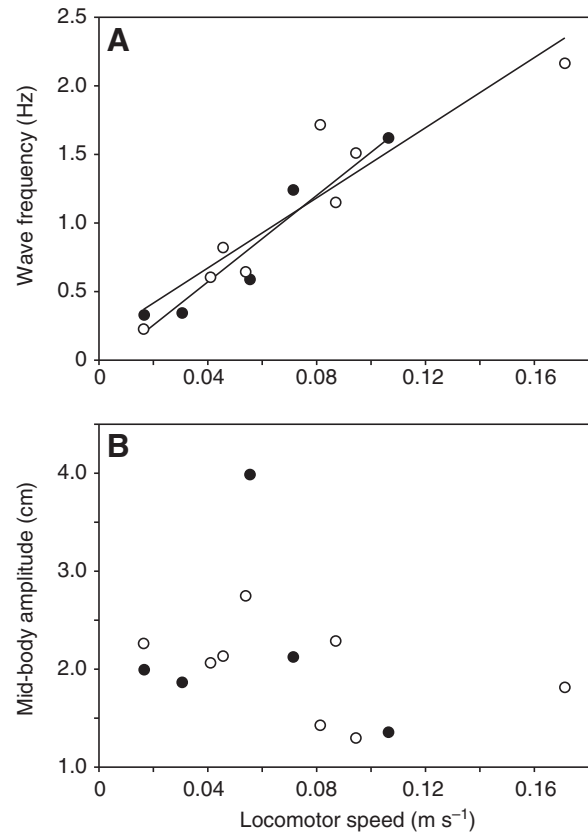 A
2.5
2.0
1.5
1.0
0.5
0
Wave frequency (Hz)
0 0.04 0.08 0.12 0.16
B
4.0
3.0
2.0
1.0
Mid-body amplitude (cm)
0 0.04 0.08 0.12 0.16
Locomotor speed (m s⁻¹)